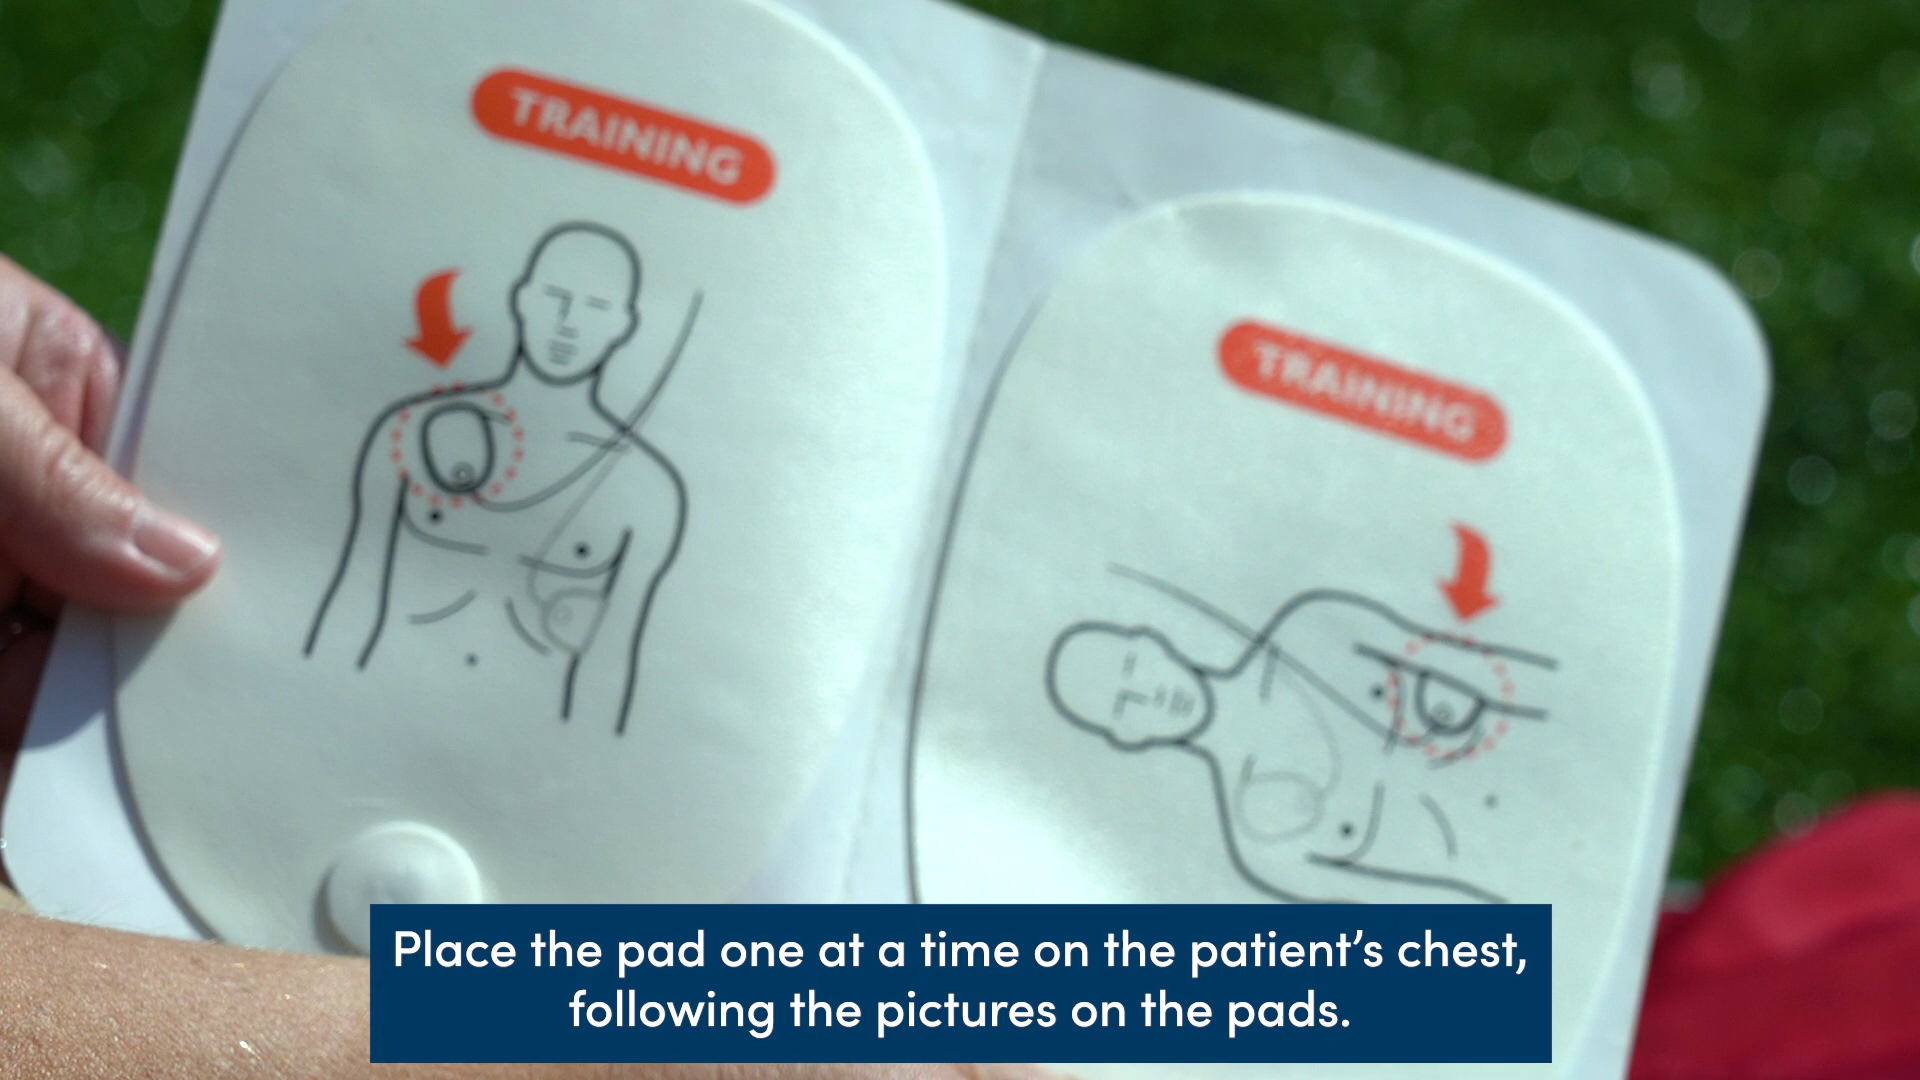 TRAINING
TRAINING
Place the pad one at a time on the patient’s chest,
following the pictures on the pads.